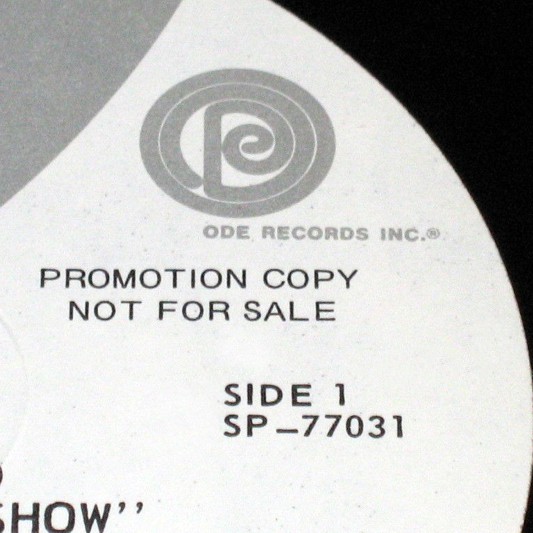 ODE RECORDS INC.®
PROMOTION COPY
NOT FOR SALE
SIDE 1
SP-77031
SHOW''